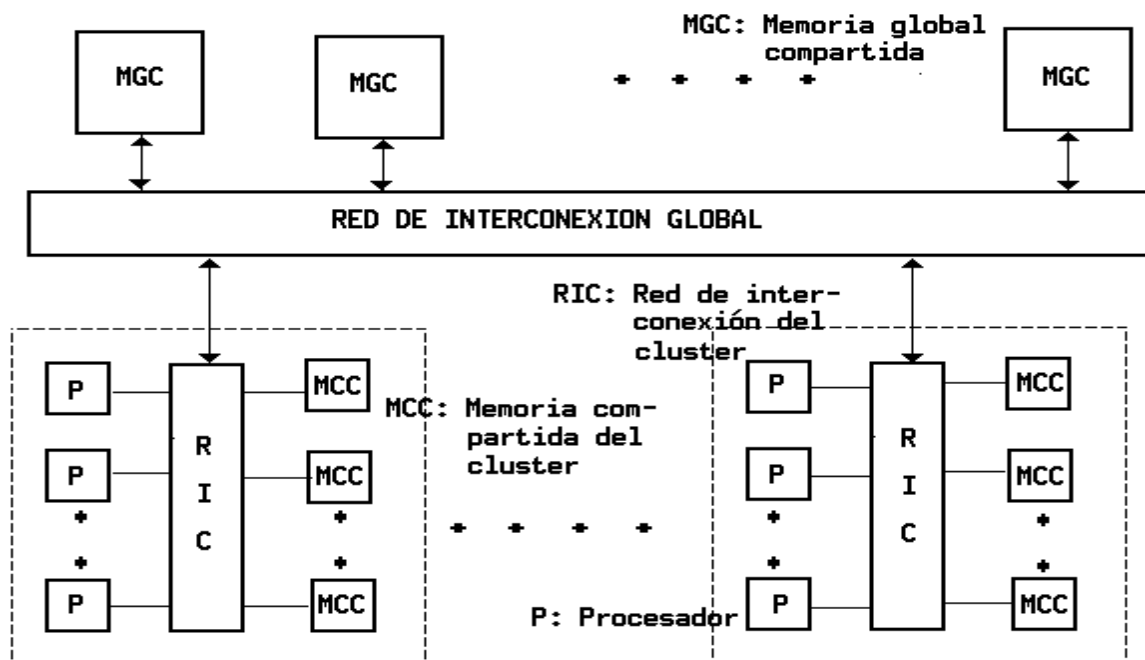 MGC: Memoria global
compartida
MGC
MGC
MGC
RED DE INTERCONEXION GLOBAL
RIC: Red de inter-
conexión del
cluster
P
MCC
P
MCC
MCC: Memoria com-
partida del
cluster
R
I
C
R
I
C
P
MCC
P
MCC
P
MCC
P: Procesador
P
MCC